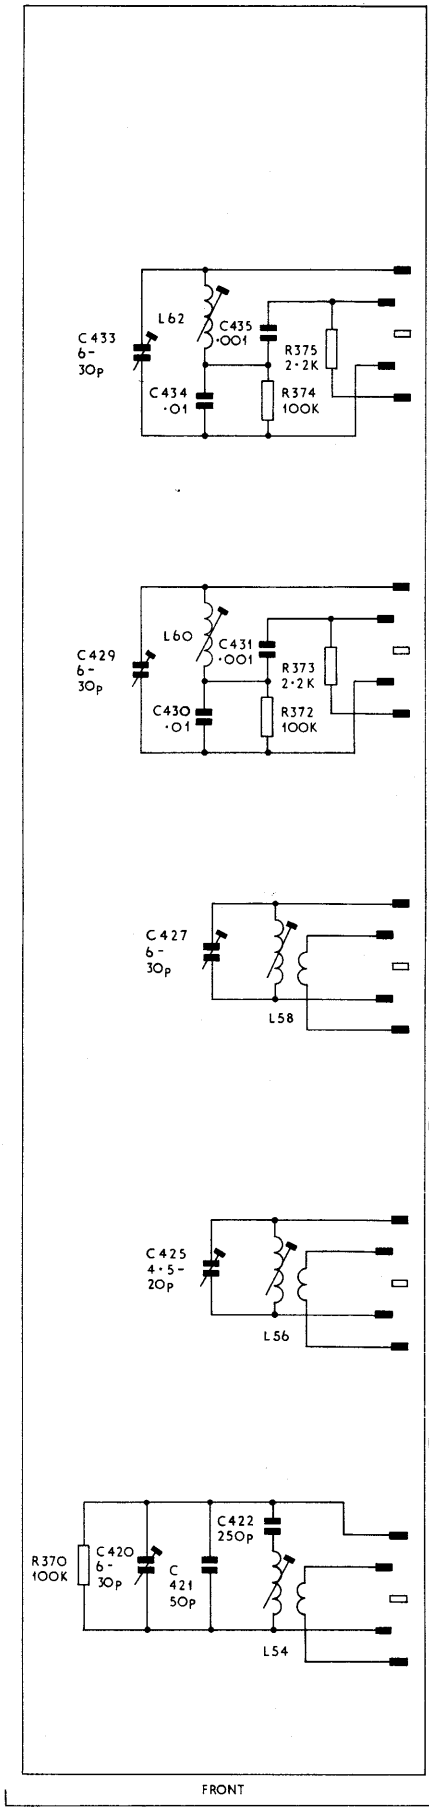 L62
C433
6-
30p
C435
.001
R375
2.2K
C434
.01
R374
100K
L60
C429
6-
30p
C431
.001
R373
2.2K
C430
.01
R372
100K
C427
6-
30p
L58
C425
4.5-
20p
L56
C422
250p
R370
100K
C420
6-
30p
C
421
50p
L54
FRONT